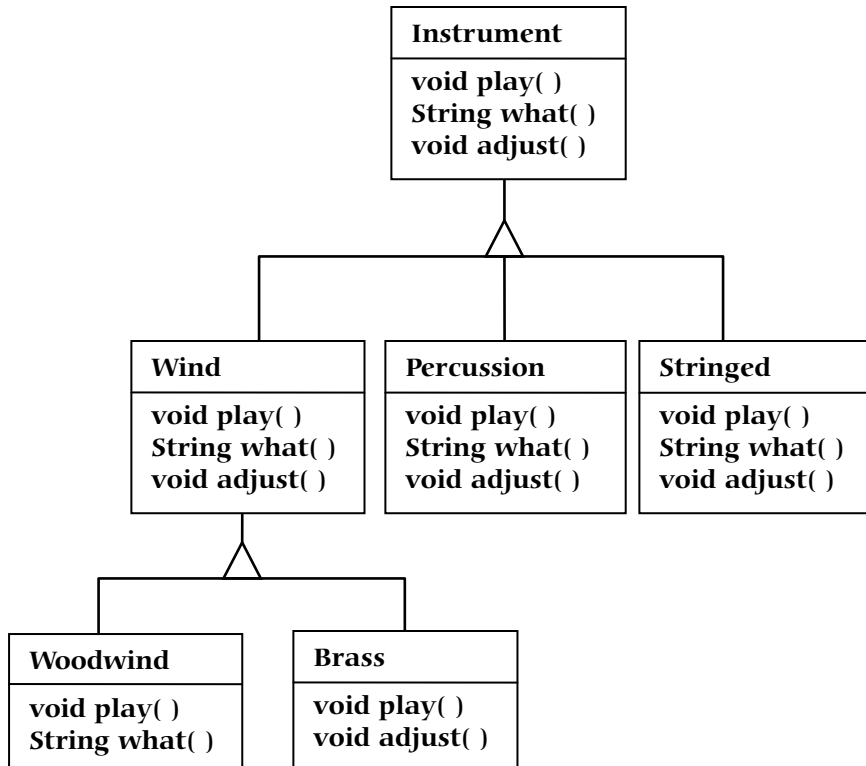 Instrument
void play( )
String what( )
void adjust( )
Wind
void play( )
String what( )
void adjust( )
Percussion
void play( )
String what( )
void adjust( )
Stringed
void play( )
String what( )
void adjust( )
Woodwind
void play( )
String what( )
Brass
void play( )
void adjust( )